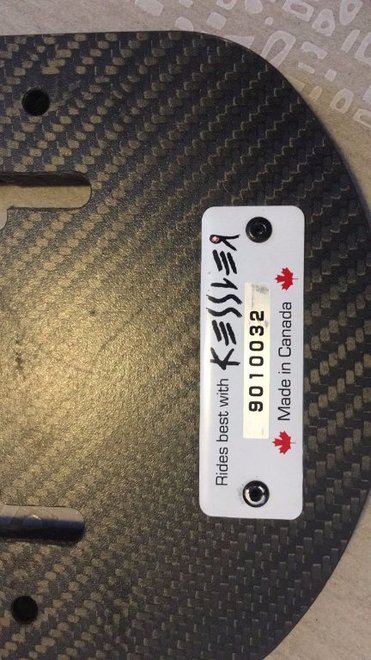 Rides best with
KESSLER
9010032
Made in Canada